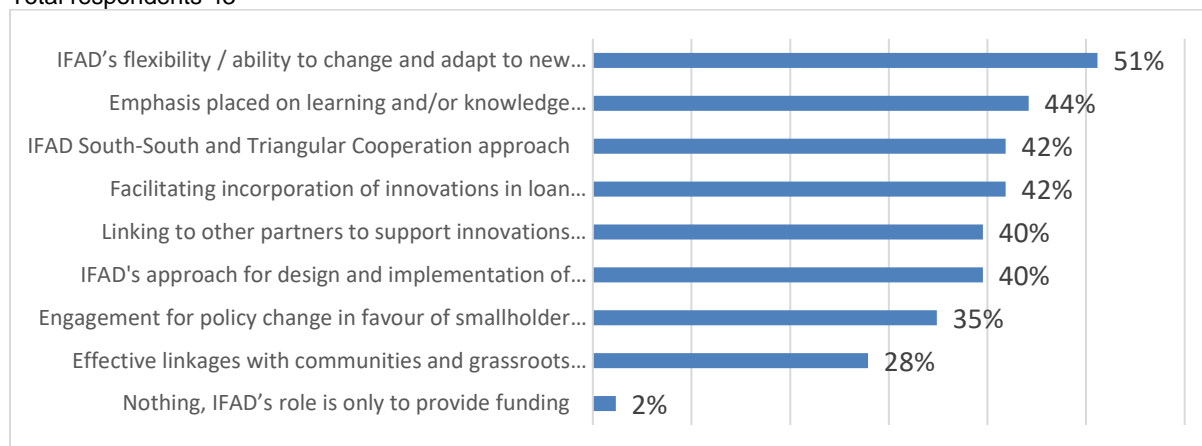 Total respondents
IFAD’s flexibility / ability to change and adapt to new… 51%
Emphasis placed on learning and/or knowledge… 44%
IFAD South-South and Triangular Cooperation approach 42%
Facilitating incorporation of innovations in loan… 42%
Linking to other partners to support innovations… 40%
IFAD's approach for design and implementation of… 40%
Engagement for policy change in favour of smallholder… 35%
Effective linkages with communities and grassroots… 28%
Nothing, IFAD’s role is only to provide funding 2%